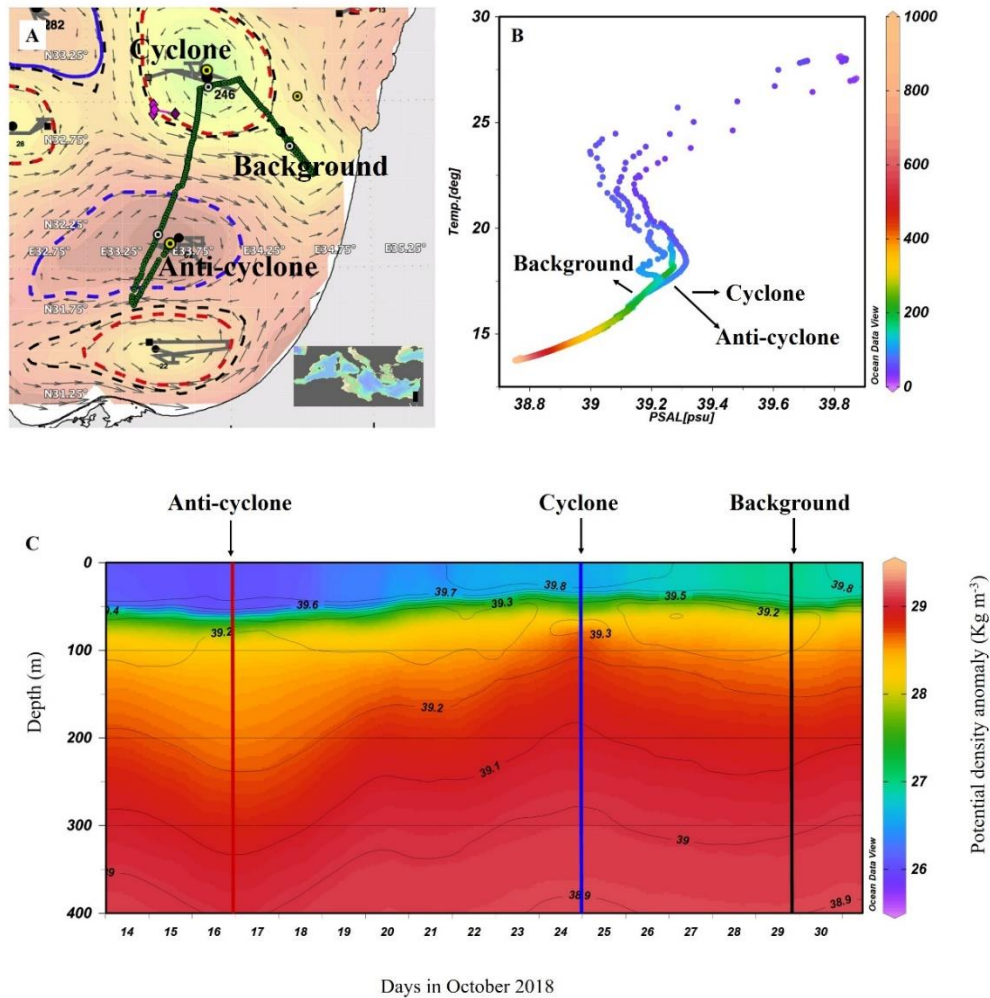 A
282
13
N33.25°
Cyclone
246
28
N32.75°
Background
N32.25°
E32.75° E33.25° E33.75° E34.25° E34.75° E35.25°
Anti-cyclone
N31.75°
22
N31.25°
B
30
25
20
15
Temp.[deg]
38.8 39 39.2 39.4 39.6 39.8
PSAL[psu]
Background
Cyclone
Anti-cyclone
1000
800
600
400
200
0
Ocean Data View
Anti-cyclone Cyclone Background
C
0
100
200
300
400
Depth (m)
39.6 39.7 39.8 39.8
39.4 39.3 39.5 39.2
39.2 39.3
39.2
39.1
39
39
38.9 38.9
14 15 16 17 18 19 20 21 22 23 24 25 26 27 28 29 30
Days in October 2018
29
28
27
26
Ocean Data View
Potential density anomaly (Kg m-3)